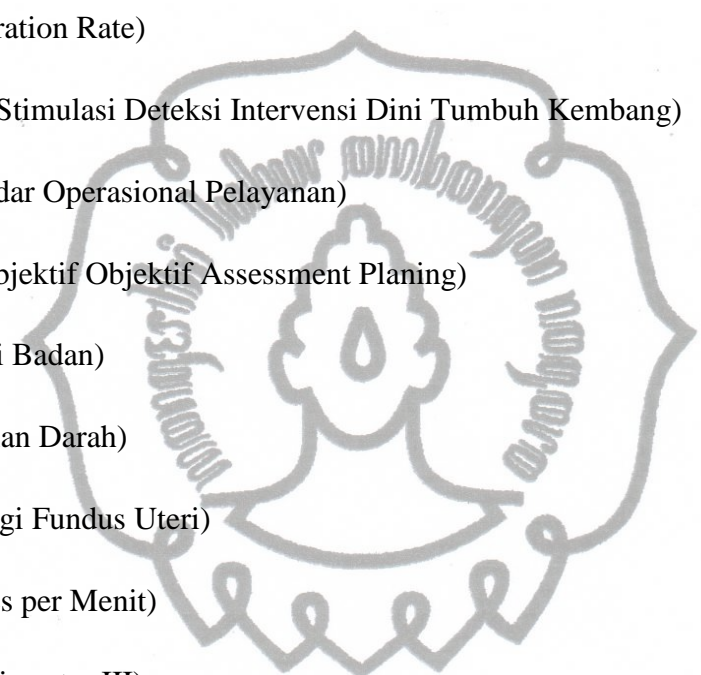 ration Rate)
Stimulasi Deteksi Intervensi Dini Tumbuh Kembang)
dar Operasional Pelayanan)
bjektif Objektif Assessment Planing)
i Badan)
an Darah)
gi Fundus Uteri)
s per Menit)